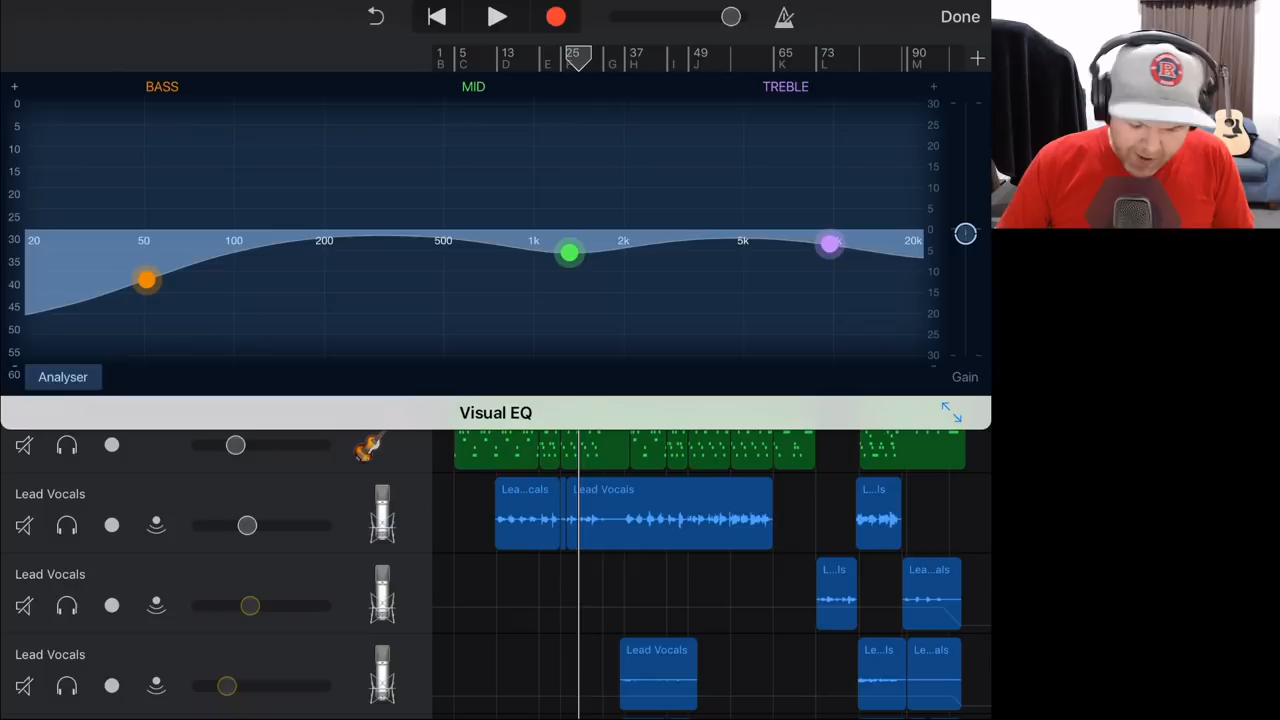 Done
1 5 13 25 37 49 65 73 90
B C D E G H I J K L M
BASS MID TREBLE
+ +
0 30
5 25
10 20
15 15
20 10
25 5
30 20 50 100 200 500 1k 2k 5k 20k 0
35 5
40 10
45 15
50 20
55 25
60 30
Analyser
Gain
Visual EQ
Lead Vocals
Lea...cals
Lead Vocals
L...ls
Lead Vocals
L...ls
Lea...als
Lead Vocals
Lead Vocals
Le...ls
Le...als
R